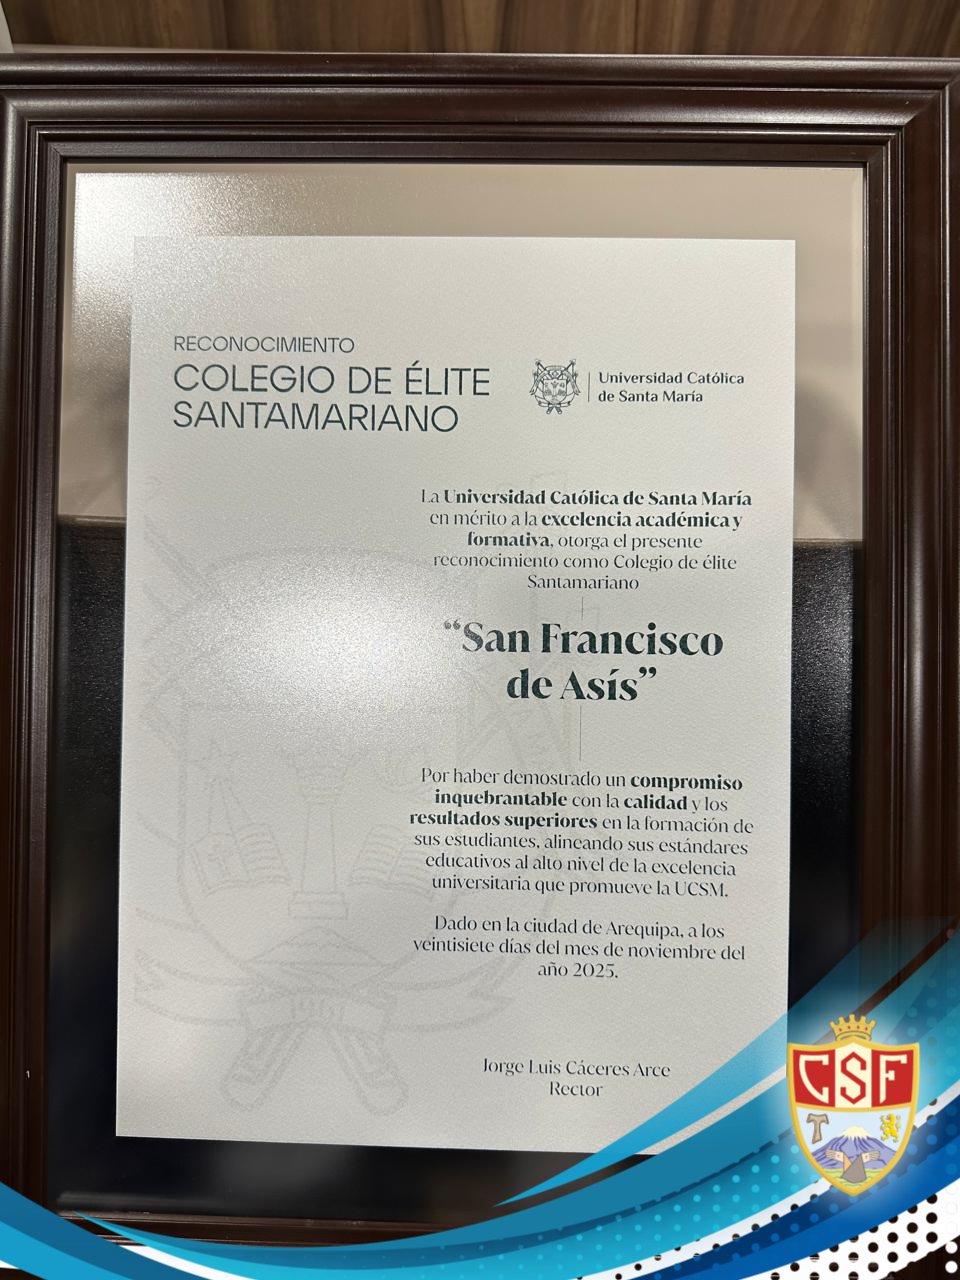 RECONOCIMIENTO
COLEGIO DE ÉLITE
SANTAMARIANO
Universidad Católica
de Santa María
La Universidad Católica de Santa María
en mérito a la excelencia académica y
formativa, otorga el presente
reconocimiento como Colegio de élite
Santamariano
“San Francisco
de Asís”
Por haber demostrado un compromiso
inquebrantable con la calidad y los
resultados superiores en la formación de
sus estudiantes, alineando sus estándares
educativos al alto nivel de la excelencia
universitaria que promueve la UCSM.
Dado en la ciudad de Arequipa, a los
veintisiete días del mes de noviembre del
año 2025.
Jorge Luis Cáceres Arce
Rector
CSF